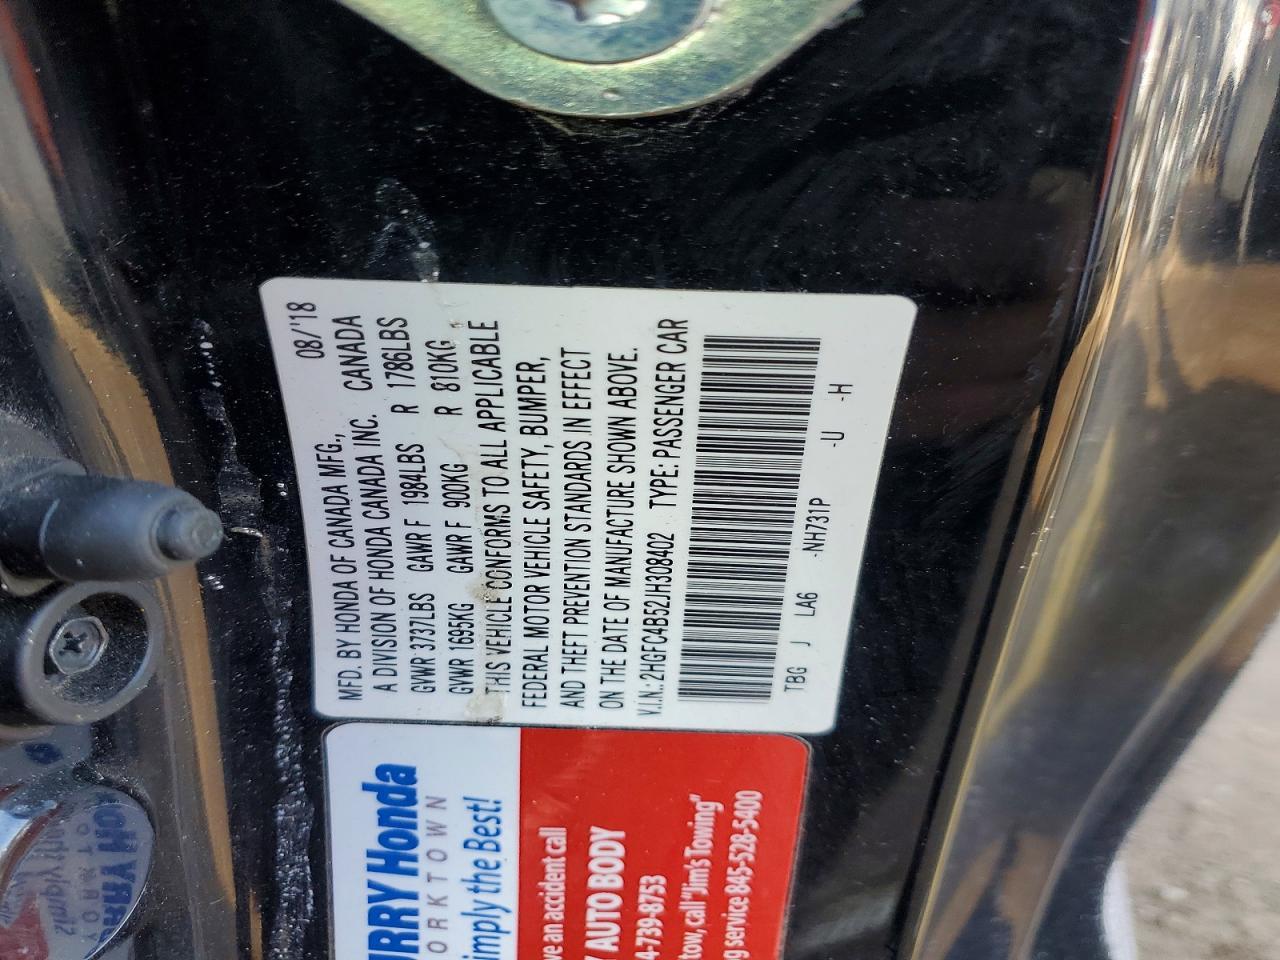 MFD. BY HONDA OF CANADA MFG., 08/'18
A DIVISION OF HONDA CANADA INC. CANADA
GVWR 3737LBS GAWR F 1984LBS R 1786LBS
GVWR 1695KG GAWR F 900KG R 810KG
THIS VEHICLE CONFORMS TO ALL APPLICABLE
FEDERAL MOTOR VEHICLE SAFETY, BUMPER,
AND THEFT PREVENTION STANDARDS IN EFFECT
ON THE DATE OF MANUFACTURE SHOWN ABOVE.
V.I.N.: 2HGFC4B52JH308402 TYPE: PASSENGER CAR
TBG J LA6 -NH731P -U -H
URRY Honda
ORKTOWN
imply the Best!
ve an accident call
Y AUTO BODY
4-739-8753
tow, call "Jim's Towing"
g service 845-528-5400